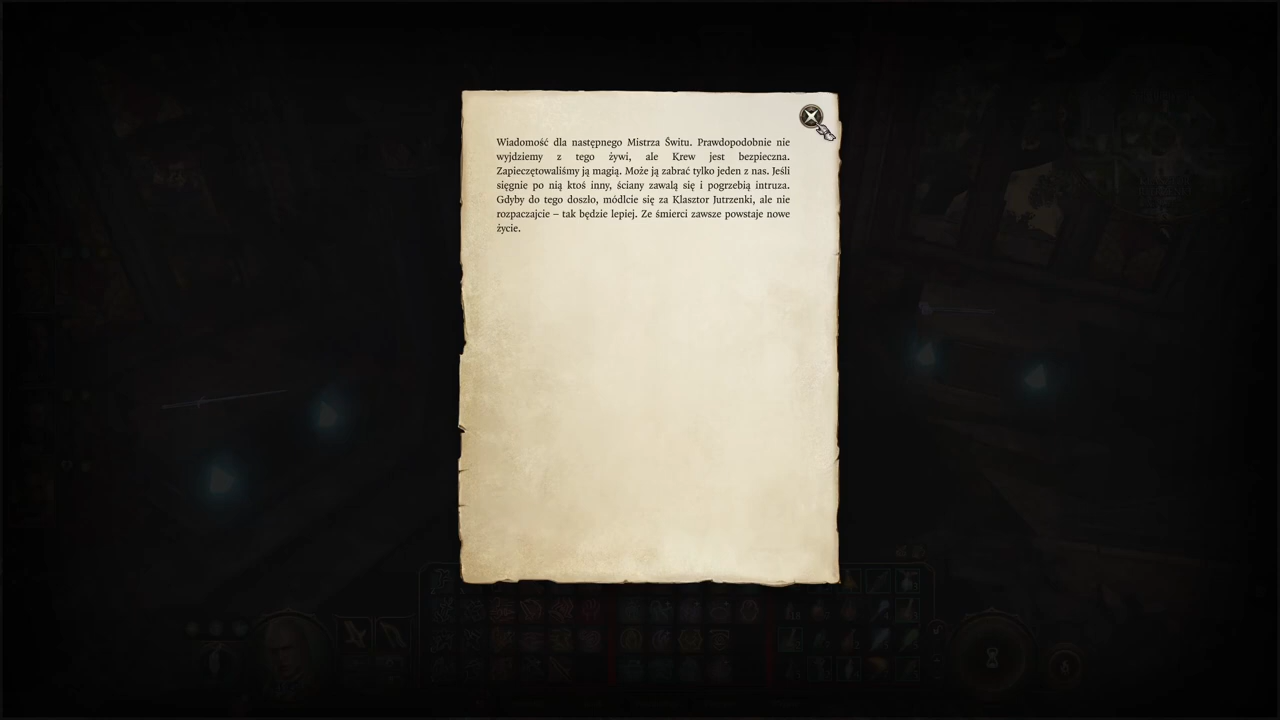 Wiadomość dla następnego Mistrza Świtu. Prawdopodobnie nie
wyjdziemy z tego żywi, ale Krew jest bezpieczna.
Zapieczętowaliśmy ją magią. Może ją zabrać tylko jeden z nas. Jeśli
sięgnie po nią ktoś inny, ściany zawalą się i pogrzebią intruza.
Gdyby do tego doszło, módlcie się za Klasztor Jutrzenki, ale nie
rozpaczajcie – tak będzie lepiej. Ze śmierci zawsze powstaje nowe
życie.